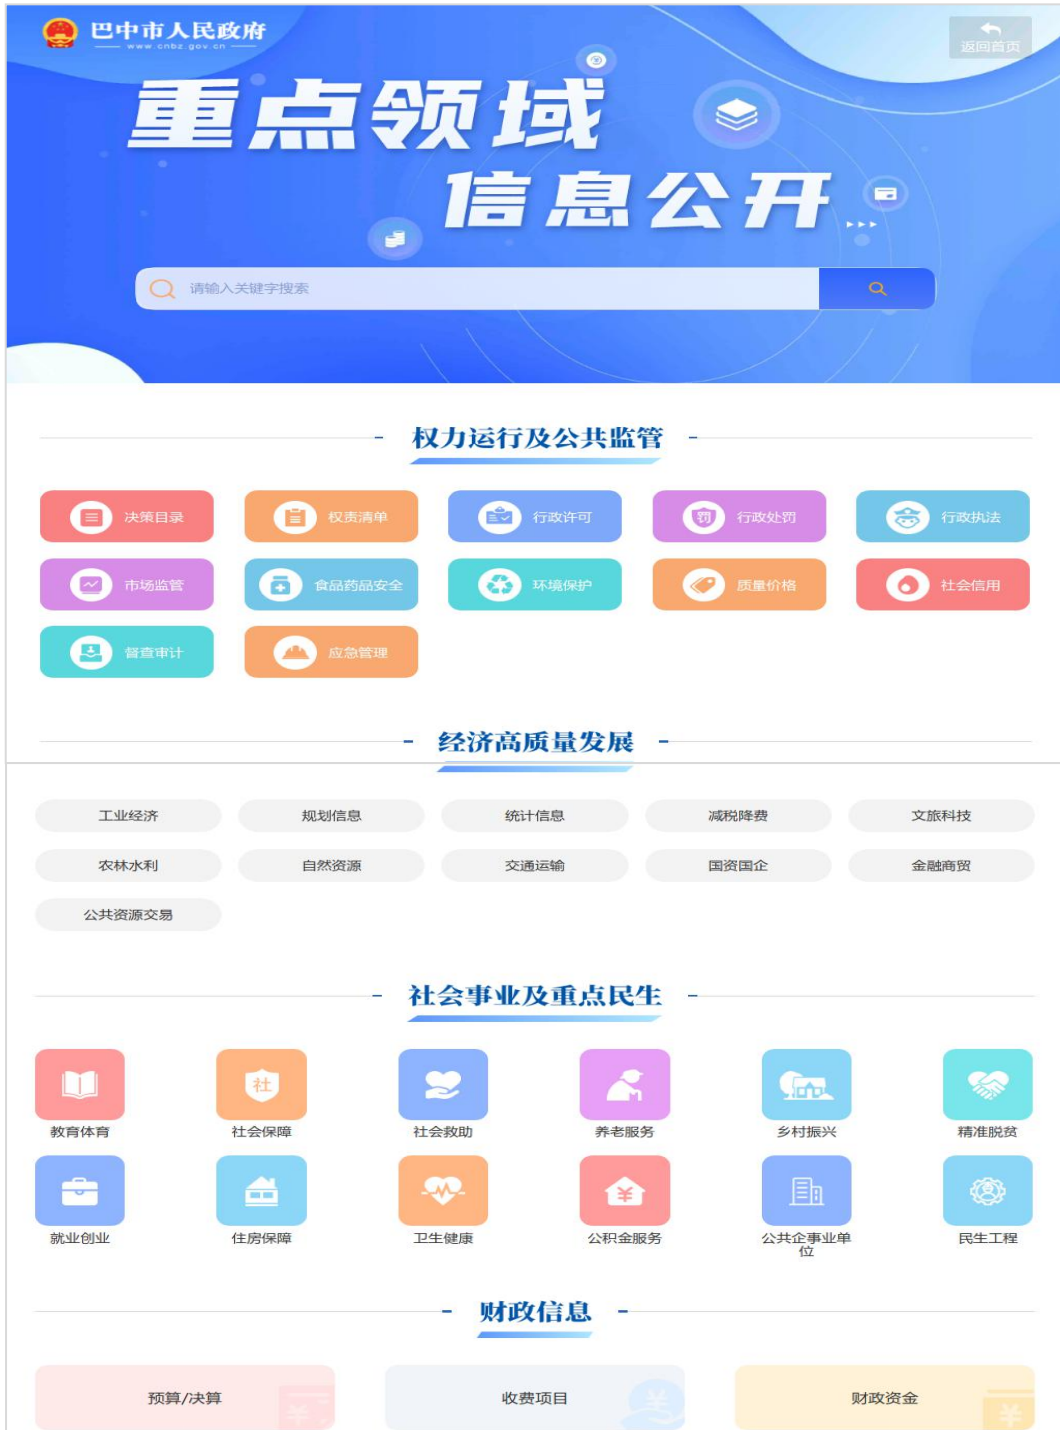 巴中市人民政府
www.cnbz.gov.cn
返回首页
重点领域
信息公开
请输入关键字搜索
权力运行及公共监管
决策目录 权责清单 行政许可 罚 行政处罚 行政执法
市场监管 食品药品安全 环境保护 质量价格 社会信用
督查审计 应急管理
经济高质量发展
工业经济 规划信息 统计信息 减税降费 文旅科技
农林水利 自然资源 交通运输 国资国企 金融商贸
公共资源交易
社会事业及重点民生
社
教育体育 社会保障 社会救助 养老服务 乡村振兴 精准脱贫
就业创业 住房保障 卫生健康 公积金服务 公共企事业单 民生工程
位
财政信息
预算/决算 收费项目 财政资金